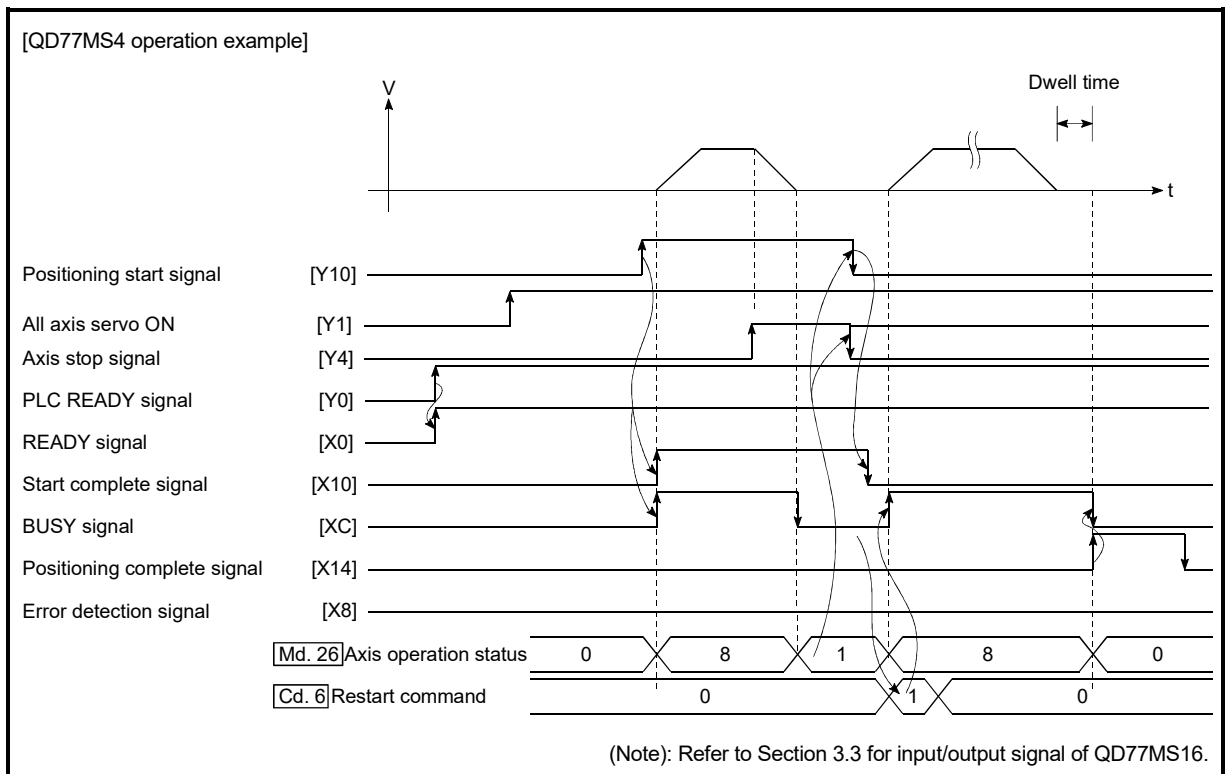 [QD77MS4 operation example]
V
Dwell time
t
Positioning start signal [Y10]
All axis servo ON [Y1]
Axis stop signal [Y4]
PLC READY signal [Y0]
READY signal [X0]
Start complete signal [X10]
BUSY signal [XC]
Positioning complete signal [X14]
Error detection signal [X8]
Md. 26 Axis operation status 0 8 1 8 0
Cd. 6 Restart command 0 1 0
(Note): Refer to Section 3.3 for input/output signal of QD77MS16.